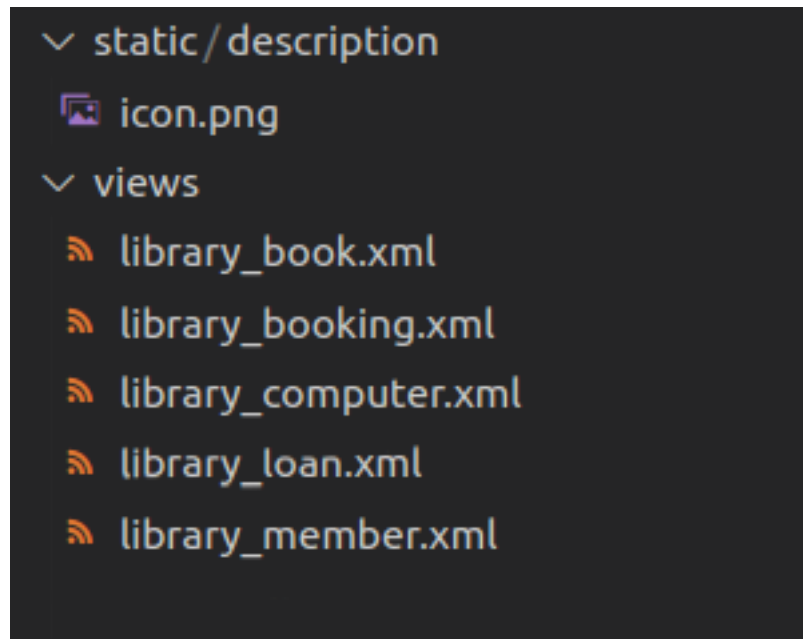 static/description
icon.png
views
library_book.xml
library_booking.xml
library_computer.xml
library_loan.xml
library_member.xml